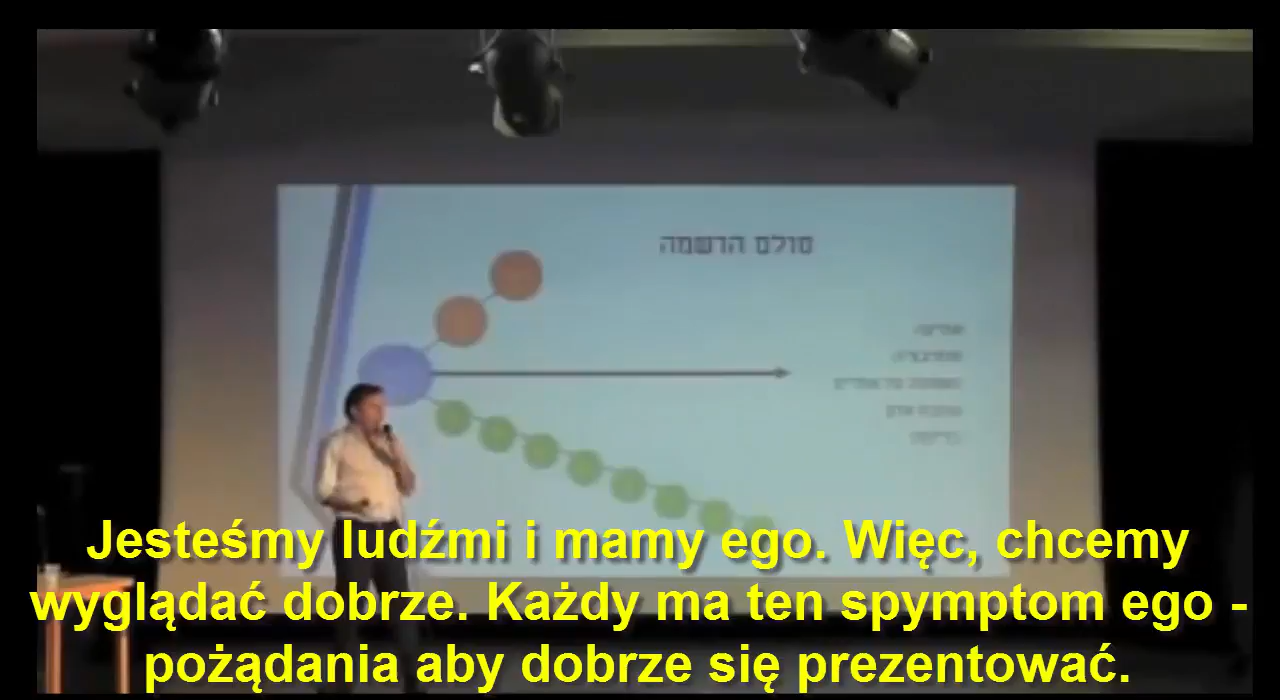 סולם הרשמה
Jesteśmy ludźmi i mamy ego. Więc, chcemy
wyglądać dobrze. Każdy ma ten spymptom ego -
pożądania aby dobrze się prezentować.